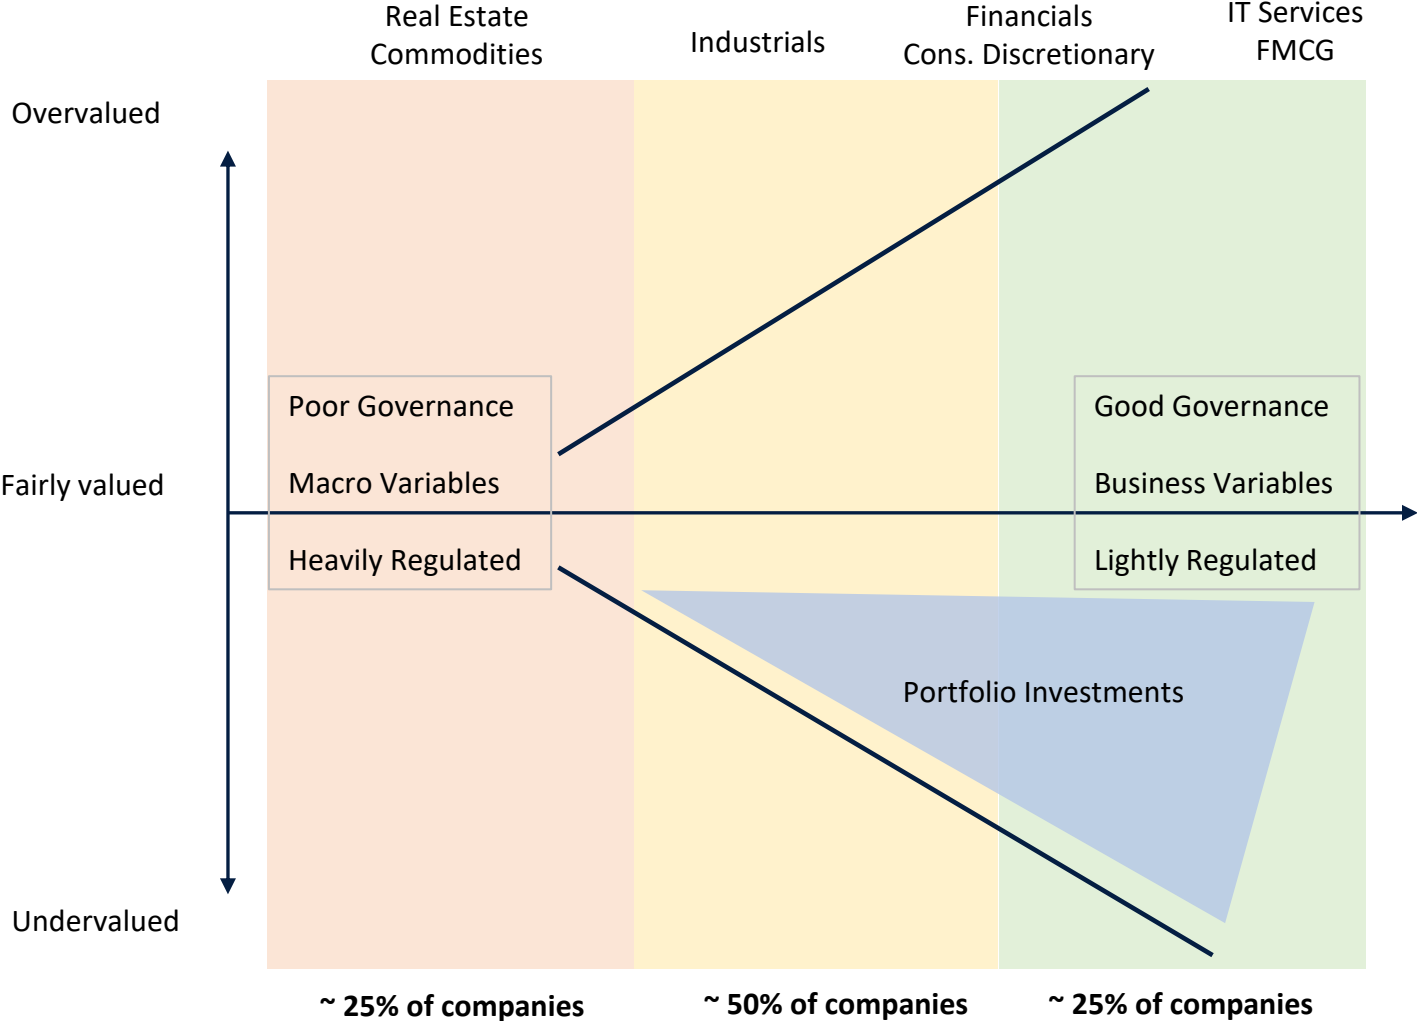 Real Estate
Commodities
Industrials
Financials
Cons. Discretionary
IT Services
FMCG
Overvalued
Poor Governance
Good Governance
Fairly valued
Macro Variables
Business Variables
Heavily Regulated
Lightly Regulated
Portfolio Investments
Undervalued
~ 25% of companies
~ 50% of companies
~ 25% of companies